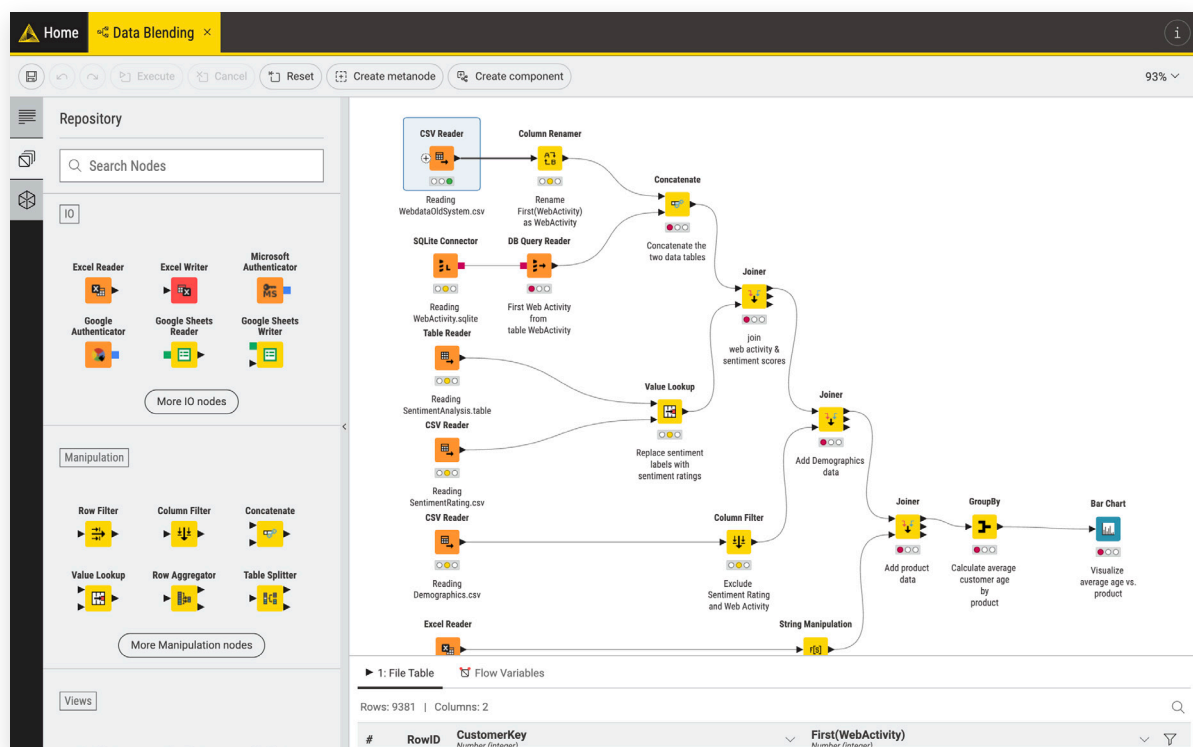 Home
Data Blending ×
i
Execute
Cancel
Reset
Create metanode
Create component
93%
Repository
Search Nodes
IO
Excel Reader
Excel Writer
Microsoft
Authenticator
MS
Google
Authenticator
Google Sheets
Reader
Google Sheets
Writer
More IO nodes
Manipulation
Row Filter
Column Filter
Concatenate
Value Lookup
Row Aggregator
Table Splitter
More Manipulation nodes
Views
CSV Reader
Reading
WebdataOldSystem.csv
Column Renamer
Rename
First(WebActivity)
as WebActivity
Concatenate
Concatenate the
two data tables
SQLite Connector
Reading
WebActivity.sqlite
DB Query Reader
First Web Activity
from
table WebActivity
Joiner
join
web activity &
sentiment scores
Table Reader
Reading
SentimentAnalysis.table
CSV Reader
Reading
SentimentRating.csv
Value Lookup
Replace sentiment
labels with
sentiment ratings
Joiner
Add Demographics
data
CSV Reader
Reading
Demographics.csv
Column Filter
Exclude
Sentiment Rating
and Web Activity
Joiner
Add product
data
GroupBy
Calculate average
customer age
by
product
Bar Chart
Visualize
average age vs.
product
Excel Reader
String Manipulation
1: File Table
Flow Variables
Rows: 9381 | Columns: 2
# RowID CustomerKey First(WebActivity)
Number (integer) Number (integer)